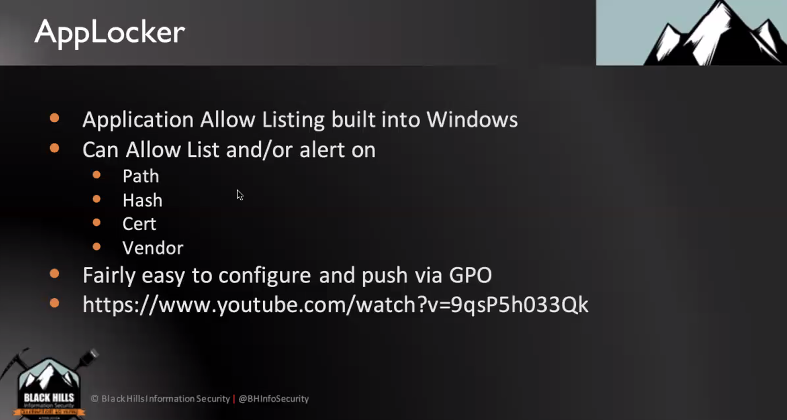 AppLocker
Application Allow Listing built into Windows
Can Allow List and/or alert on
Path
Hash
Cert
Vendor
Fairly easy to configure and push via GPO
https://www.youtube.com/watch?v=9qsP5h033Qk
BLACK HILLS
Information Security
© Black Hills Information Security | @BHInfoSecurity